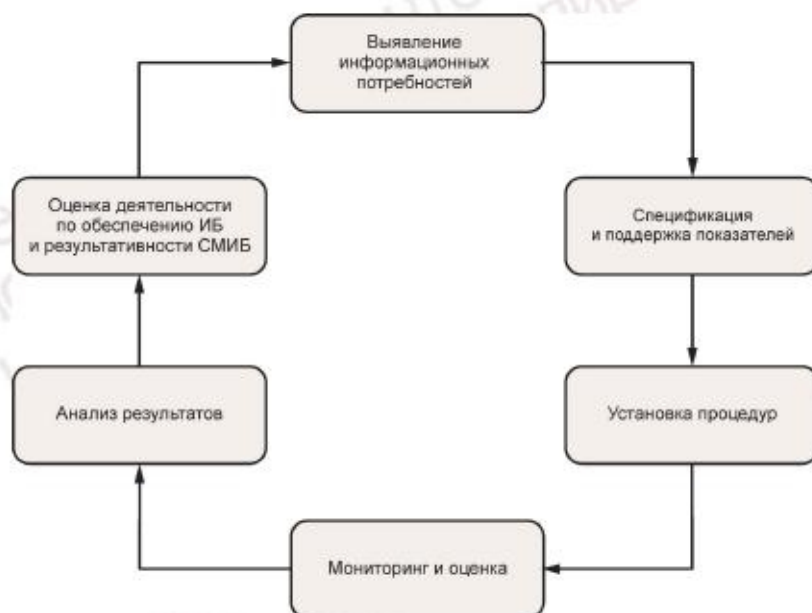 Выявление
информационных
потребностей
Спецификация
и поддержка показателей
Установка процедур
Мониторинг и оценка
Анализ результатов
Оценка деятельности
по обеспечению ИБ
и результативности СМИБ